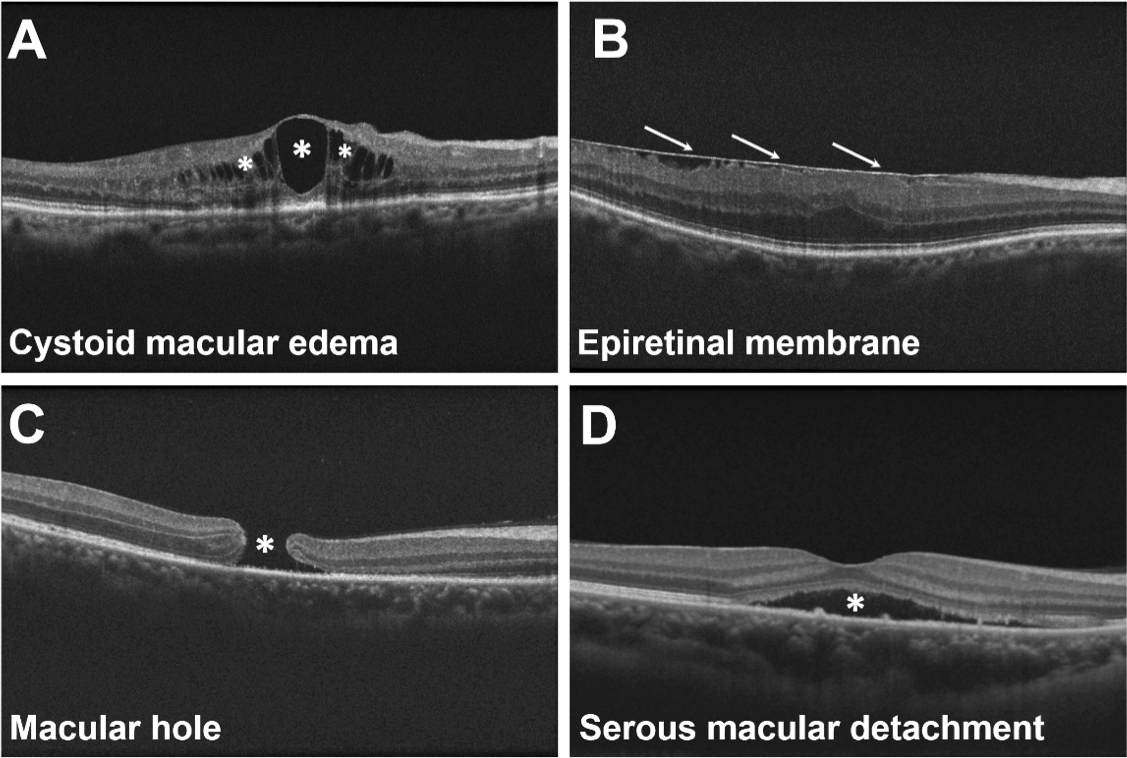 A
Cystoid macular edema
B
Epiretinal membrane
C
Macular hole
D
Serous macular detachment